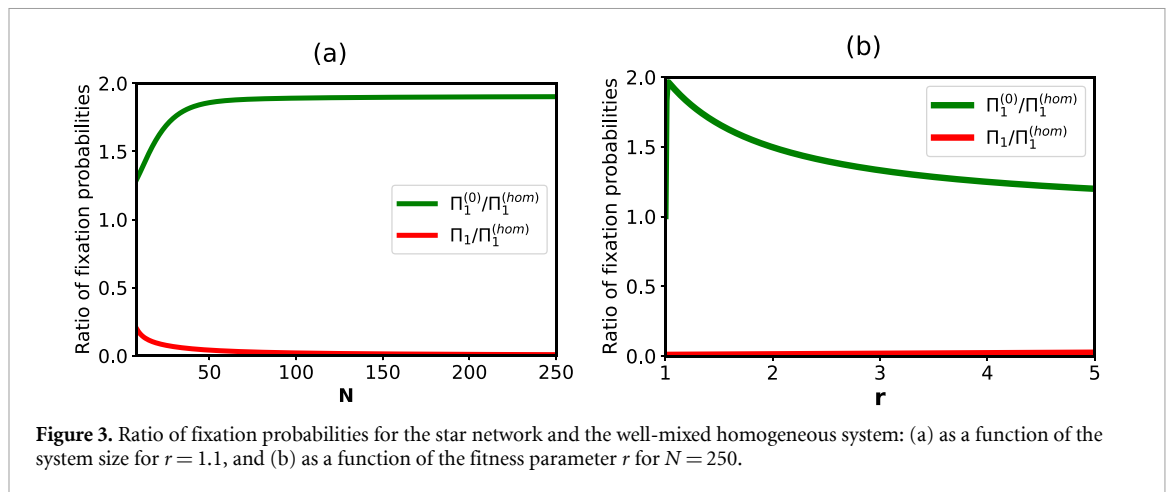 (a)
Ratio of fixation probabilities
2.0
1.5
1.0
0.5
0.0
50
100
150
200
250
N
Π₁⁽⁰⁾/Π₁⁽ʰᵒᵐ⁾
Π₁/Π₁⁽ʰᵒᵐ⁾
(b)
Ratio of fixation probabilities
2.0
1.5
1.0
0.5
0.0
1
2
3
4
5
r
Π₁⁽⁰⁾/Π₁⁽ʰᵒᵐ⁾
Π₁/Π₁⁽ʰᵒᵐ⁾
Figure 3. Ratio of fixation probabilities for the star network and the well-mixed homogeneous system: (a) as a function of the
system size for r = 1.1, and (b) as a function of the fitness parameter r for N = 250.